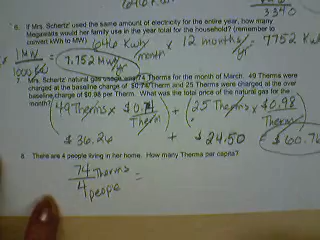 3340
6. If Mrs. Schertz used the same amount of electricity for the entire year, how many
Megawatts would her family use in the year total for the household? (remember to
convert kWh to MW) 646 Kwh/month × 12 months/yr = 7752 Kwh
× 1MW/1000 7.752 Mw/yr
7. Mrs. Schertz natural gas usage was 74 Therms for the month of March. 49 Therms were
charged at the baseline charge of $0.74/Therm and 25 Therms were charged at the over
baseline charge of $0.98 per Therm. What was the total price of the natural gas for the
month?
(49 Therms × $0.74/Therm) + (25 Therms × $0.98/Therms)
$36.26 + $24.50 $60.76
8. There are 4 people living in her home. How many Therms per capita?
74 Therms
4 people =